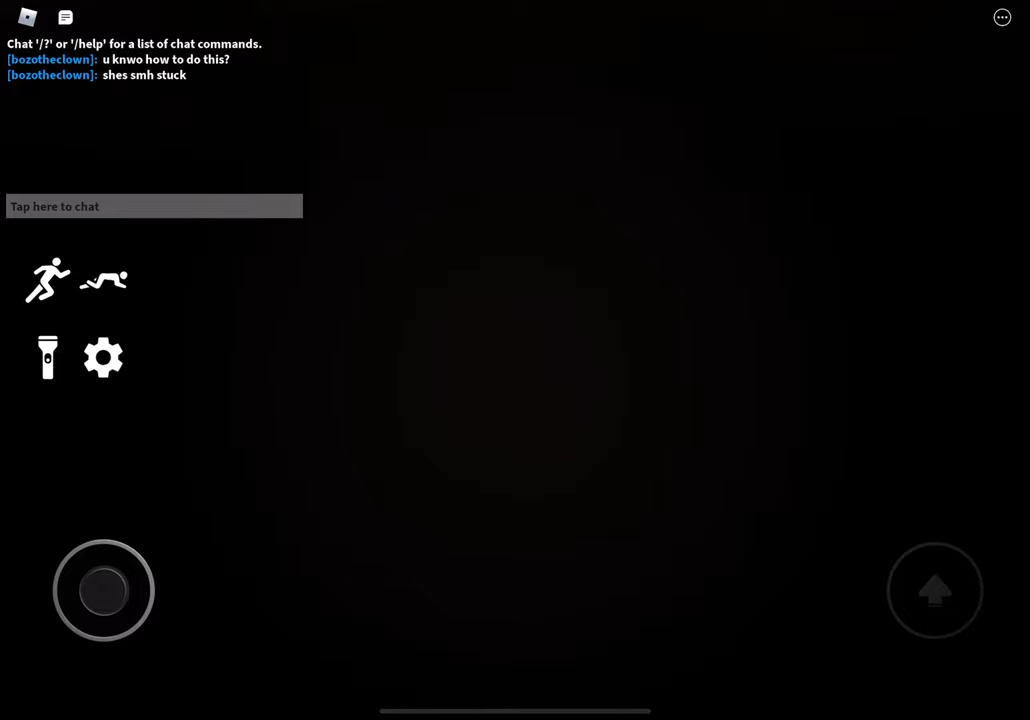 Chat '/?' or '/help' for a list of chat commands.
[bozotheclown]: u knwo how to do this?
[bozotheclown]: shes smh stuck
Tap here to chat